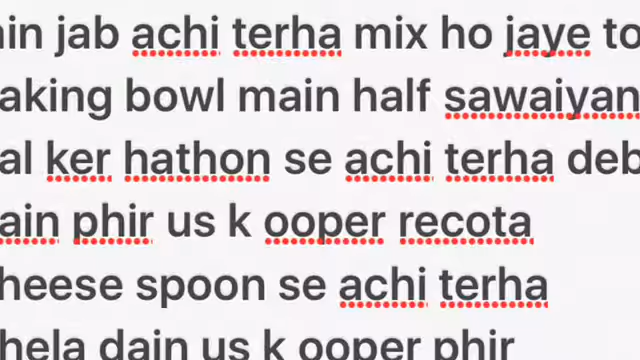 in jab achi terha mix ho jaye to
aking bowl main half sawaiyan
al ker hathon se achi terha deb
ain phir us k ooper recota
heese spoon se achi terha
hela dain us k ooper phir